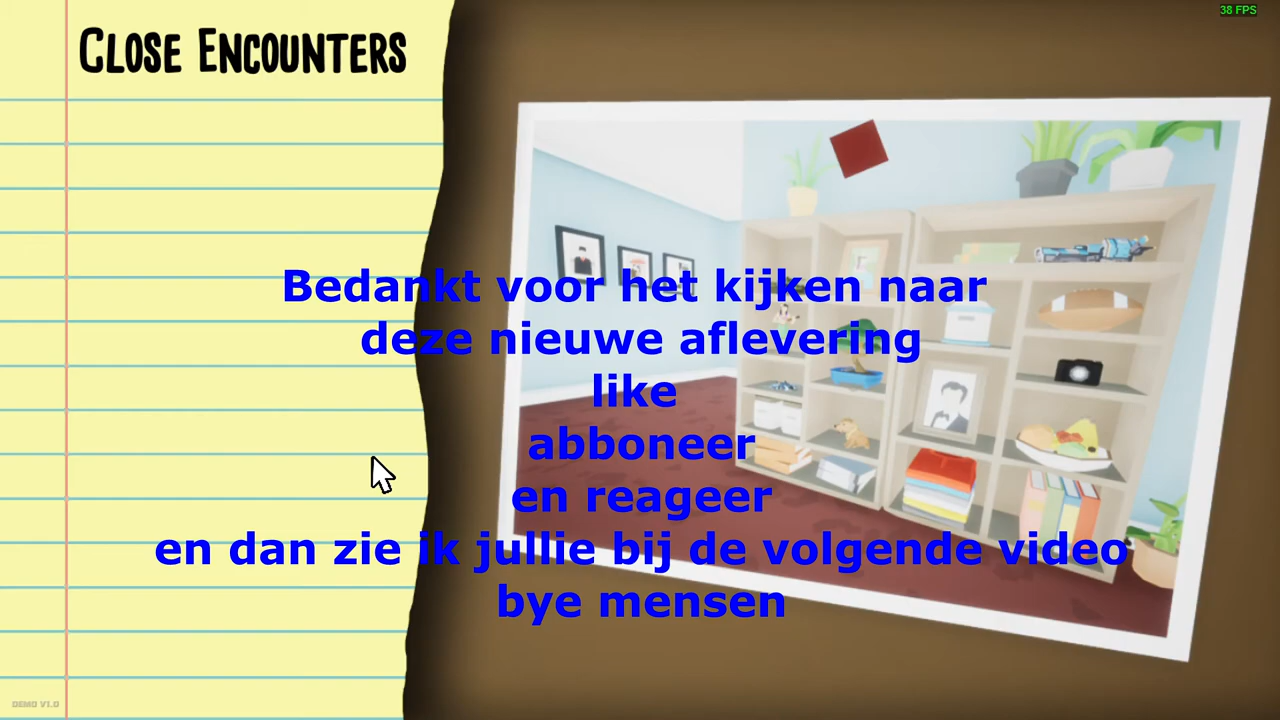 38 FPS
CLOSE ENCOUNTERS
Bedankt voor het kijken naar
deze nieuwe aflevering
like
abboneer
en reageer
en dan zie ik jullie bij de volgende video
bye mensen
DEMO V1.0